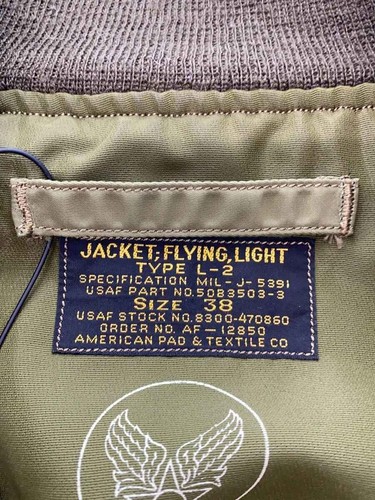 JACKET, FLYING, LIGHT
TYPE L-2
SPECIFICATION MIL-J-5391
USAF PART NO. 50B3503-3
SIZE 38
USAF STOCK NO. 8300-470860
ORDER NO. AF-12850
AMERICAN PAD & TEXTILE CO